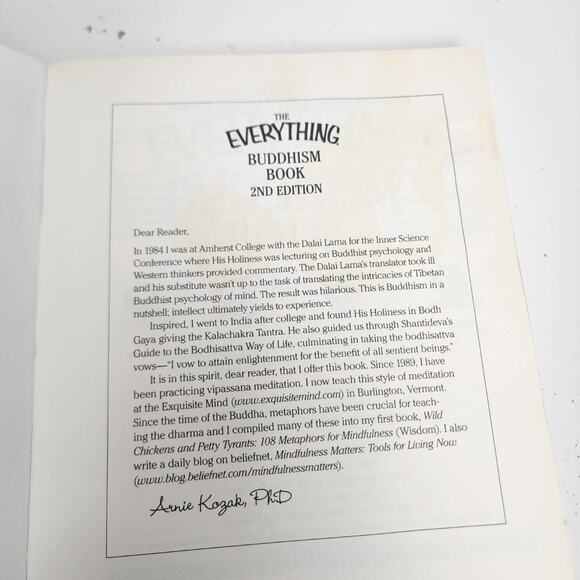 THE
EVERYTHING®
BUDDHISM
BOOK
2ND EDITION
Dear Reader,
In 1984 I was at Amherst College with the Dalai Lama for the Inner Science
Conference where His Holiness was lecturing on Buddhist psychology and
Western thinkers provided commentary. The Dalai Lama's translator took ill
and his substitute wasn't up to the task of translating the intricacies of Tibetan
Buddhist psychology of mind. The result was hilarious. This is Buddhism in a
nutshell; intellect ultimately yields to experience.
Inspired, I went to India after college and found His Holiness in Bodh
Gaya giving the Kalachakra Tantra. He also guided us through Shantideva's
Guide to the Bodhisattva Way of Life, culminating in taking the bodhisattva
vows—"I vow to attain enlightenment for the benefit of all sentient beings."
It is in this spirit, dear reader, that I offer this book. Since 1989, I have
been practicing vipassana meditation. I now teach this style of meditation
at the Exquisite Mind (www.exquisitemind.com) in Burlington, Vermont.
Since the time of the Buddha, metaphors have been crucial for teach-
ing the dharma and I compiled many of these into my first book, Wild
Chickens and Petty Tyrants: 108 Metaphors for Mindfulness (Wisdom). I also
write a daily blog on beliefnet, Mindfulness Matters: Tools for Living Now
(www.blog.beliefnet.com/mindfulnessmatters).
Arnie Kozak, PhD